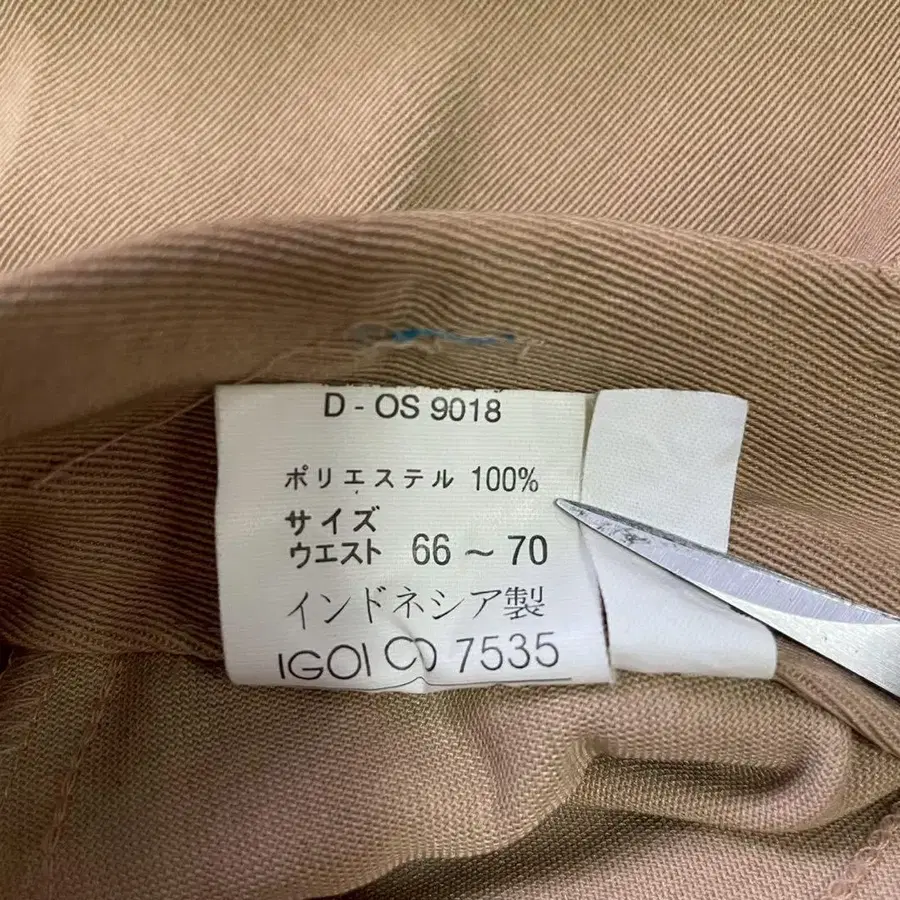 D - OS 9018
ポリエステル 100%
サイズ
ウエスト 66 ~ 70
インドネシア製
IGOI CO 7535